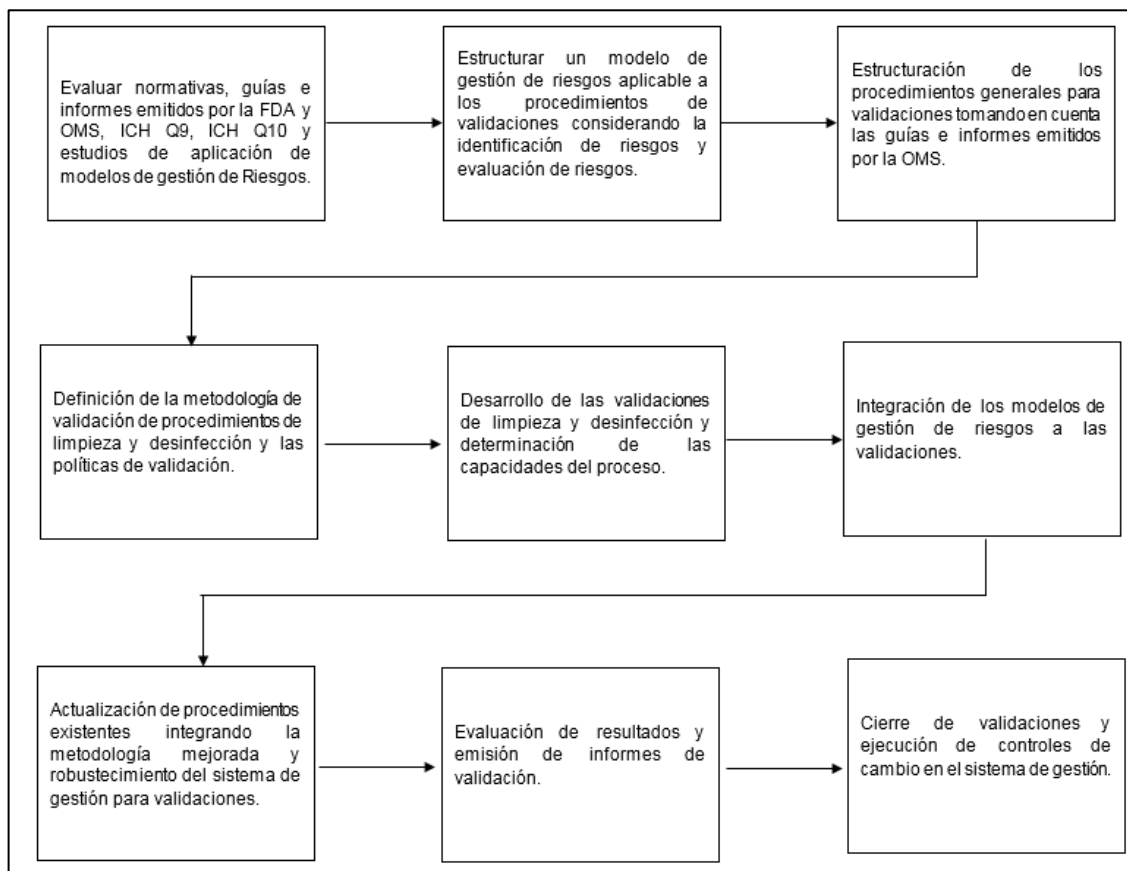 Evaluar normativas, guías e
informes emitidos por la FDA y
OMS, ICH Q9, ICH Q10 y
estudios de aplicación de
modelos de gestión de Riesgos.
Estructurar un modelo de
gestión de riesgos aplicable a
los procedimientos de
validaciones considerando la
identificación de riesgos y
evaluación de riesgos.
Estructuración de los
procedimientos generales para
validaciones tomando en cuenta
las guías e informes emitidos
por la OMS.
Definición de la metodología de
validación de procedimientos de
limpieza y desinfección y las
políticas de validación.
Desarrollo de las validaciones
de limpieza y desinfección y
determinación de las
capacidades del proceso.
Integración de los modelos de
gestión de riesgos a las
validaciones.
Actualización de procedimientos
existentes integrando la
metodología mejorada y
robustecimiento del sistema de
gestión para validaciones.
Evaluación de resultados y
emisión de informes de
validación.
Cierre de validaciones y
ejecución de controles de
cambio en el sistema de gestión.